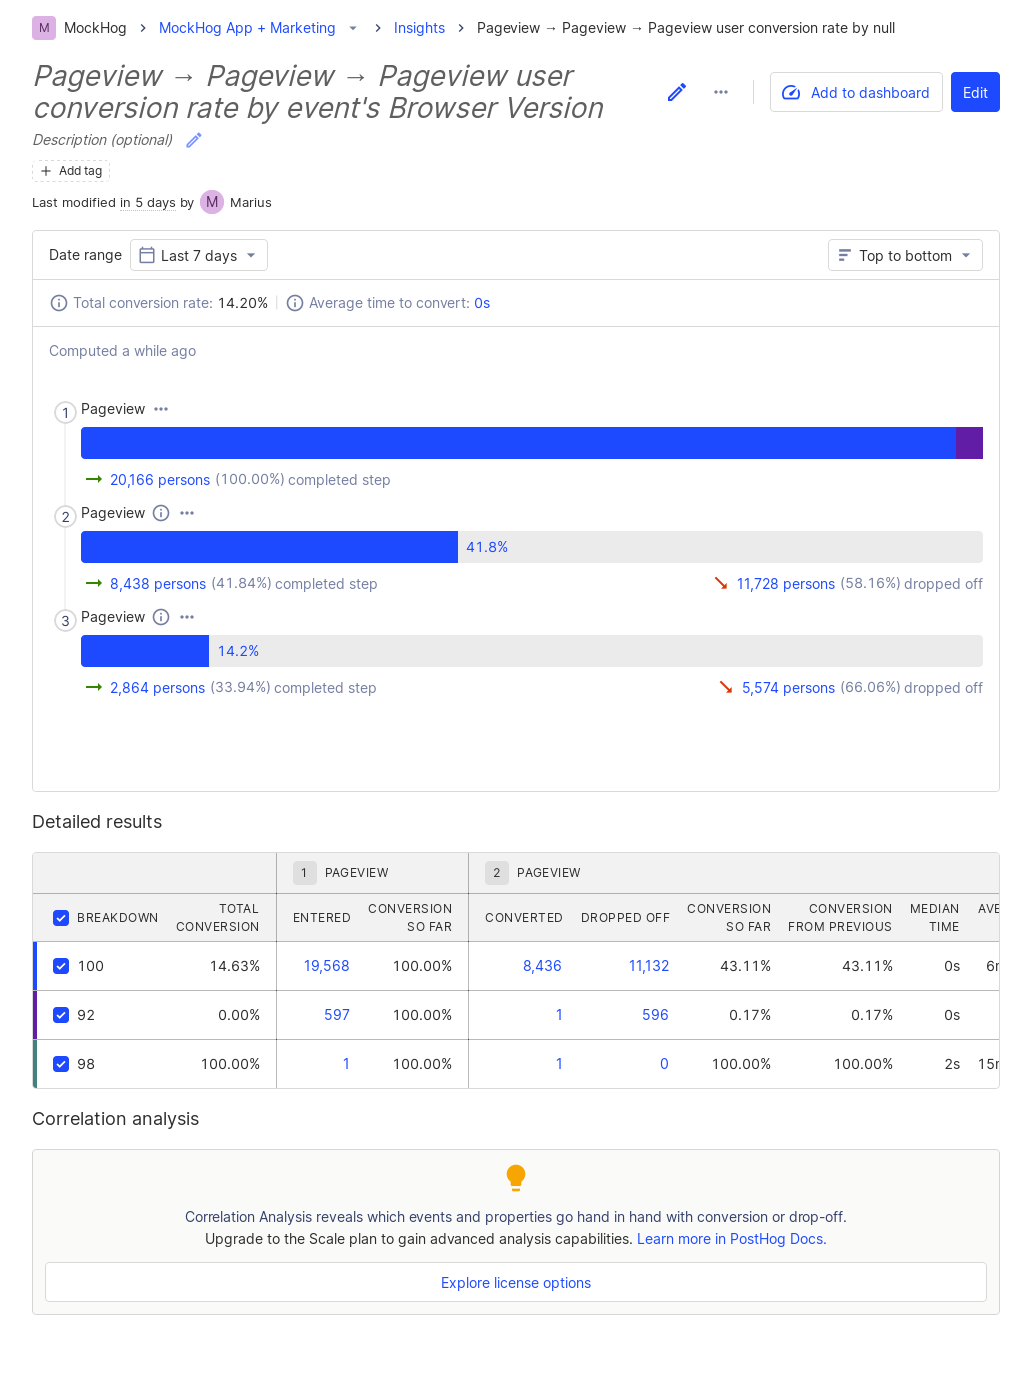 M MockHog > MockHog App + Marketing > Insights > Pageview → Pageview → Pageview user conversion rate by null
Pageview → Pageview → Pageview user
conversion rate by event's Browser Version
Add to dashboard
Edit
Description (optional)
+ Add tag
Last modified in 5 days by M Marius
Date range Last 7 days Top to bottom
Total conversion rate: 14.20% Average time to convert: 0s
Computed a while ago
1 Pageview
→ 20,166 persons (100.00%) completed step
2 Pageview
41.8%
→ 8,438 persons (41.84%) completed step 11,728 persons (58.16%) dropped off
3 Pageview
14.2%
→ 2,864 persons (33.94%) completed step 5,574 persons (66.06%) dropped off
Detailed results
1 PAGEVIEW 2 PAGEVIEW
BREAKDOWN TOTAL CONVERSION ENTERED CONVERSION SO FAR CONVERTED DROPPED OFF CONVERSION SO FAR CONVERSION FROM PREVIOUS MEDIAN TIME
100 14.63% 19,568 100.00% 8,436 11,132 43.11% 43.11% 0s
92 0.00% 597 100.00% 1 596 0.17% 0.17% 0s
98 100.00% 1 100.00% 1 0 100.00% 100.00% 2s
Correlation analysis
Correlation Analysis reveals which events and properties go hand in hand with conversion or drop-off.
Upgrade to the Scale plan to gain advanced analysis capabilities. Learn more in PostHog Docs.
Explore license options